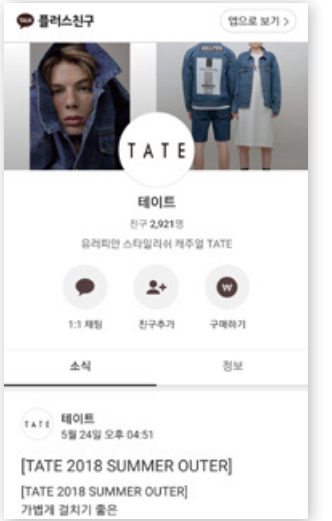 TALK 플러스친구
앱으로 보기 >
TATE
테이트
친구 2,921명
유러피안 스타일리쉬 캐주얼 TATE
1:1 채팅
친구추가
₩
구매하기
소식
정보
TATE
테이트
5월 24일 오후 04:51
[TATE 2018 SUMMER OUTER]
[TATE 2018 SUMMER OUTER]
가볍게 걸치기 좋은